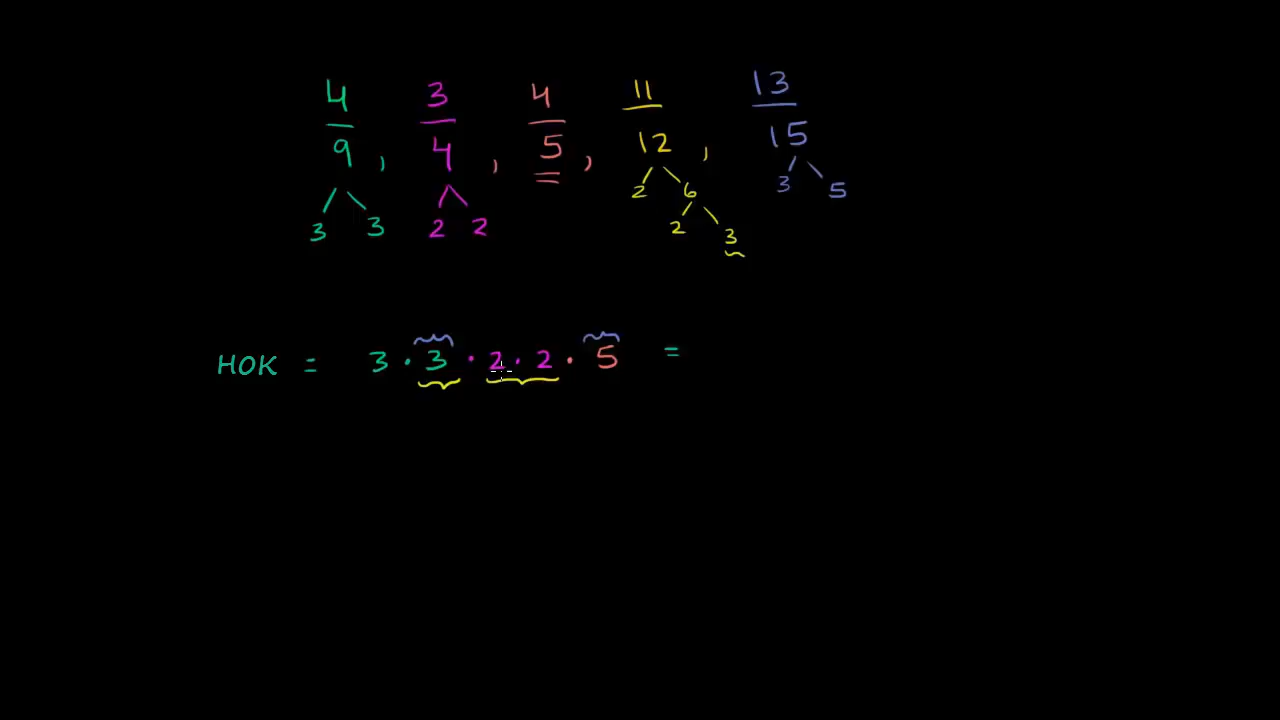 4/9, 3/4, 4/5, 11/12, 13/15
3 3 2 2 2 6 3 5
2 3
НОК = 3 · 3 · 2 · 2 · 5 =